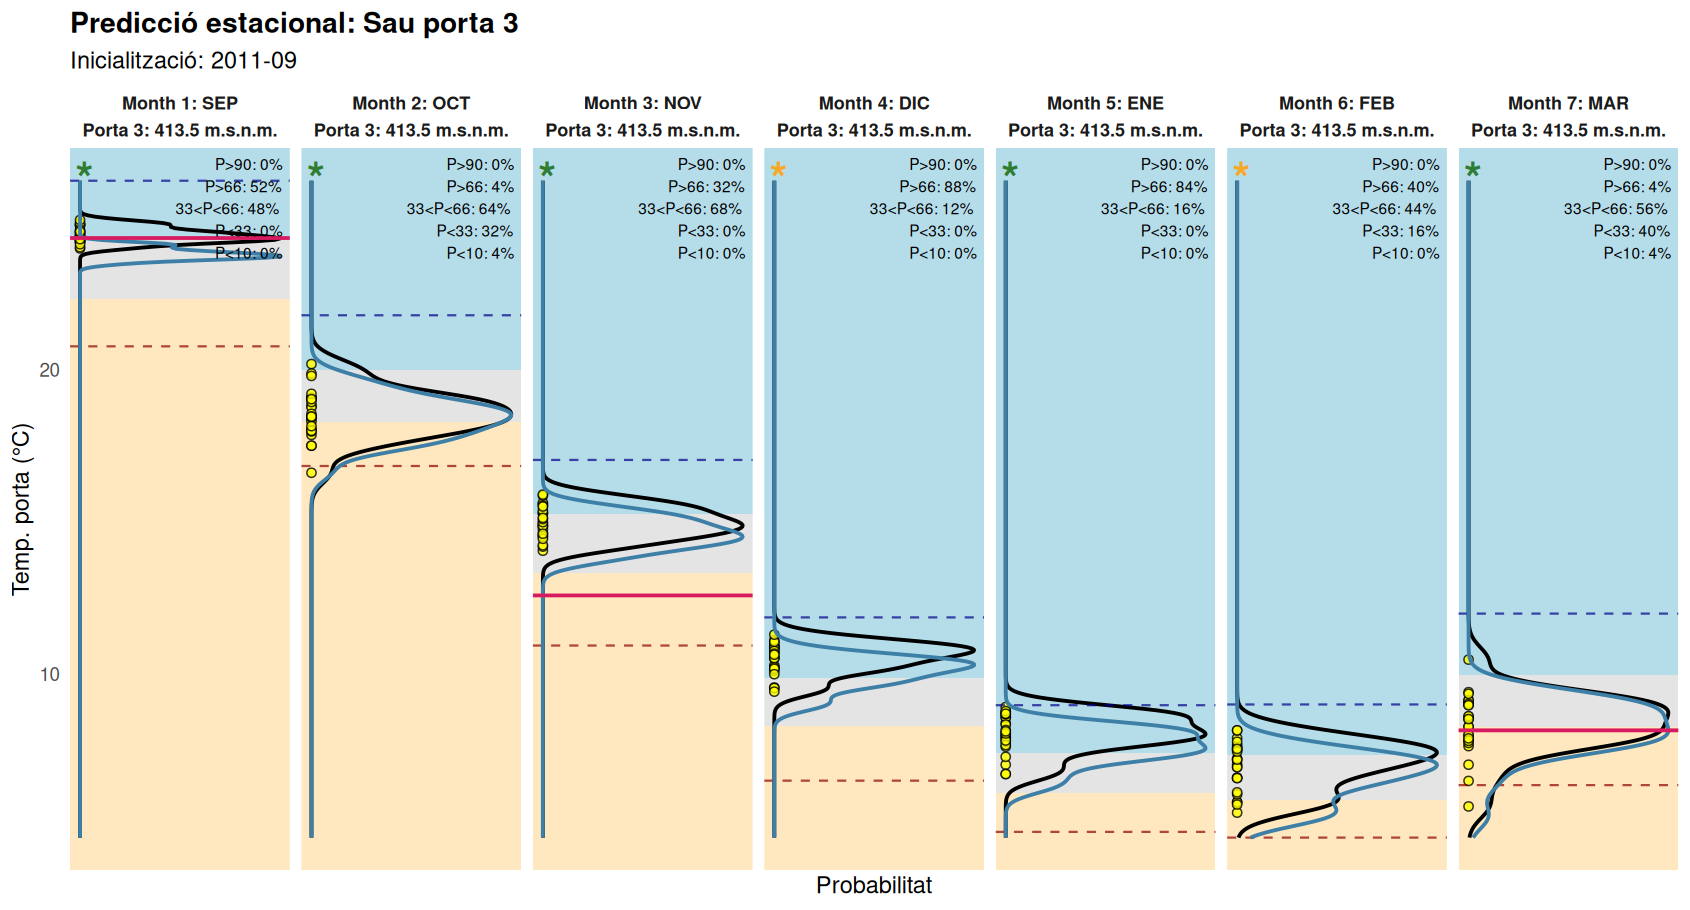 Predicció estacional: Sau porta 3
Inicialització: 2011-09
Month 1: SEP
Porta 3: 413.5 m.s.n.m.
Month 2: OCT
Porta 3: 413.5 m.s.n.m.
Month 3: NOV
Porta 3: 413.5 m.s.n.m.
Month 4: DIC
Porta 3: 413.5 m.s.n.m.
Month 5: ENE
Porta 3: 413.5 m.s.n.m.
Month 6: FEB
Porta 3: 413.5 m.s.n.m.
Month 7: MAR
Porta 3: 413.5 m.s.n.m.
*
P>90: 0%
P>66: 52%
33<P<66: 48%
P<33: 0%
P<10: 0%
*
P>90: 0%
P>66: 4%
33<P<66: 64%
P<33: 32%
P<10: 4%
*
P>90: 0%
P>66: 32%
33<P<66: 68%
P<33: 0%
P<10: 0%
*
P>90: 0%
P>66: 88%
33<P<66: 12%
P<33: 0%
P<10: 0%
*
P>90: 0%
P>66: 84%
33<P<66: 16%
P<33: 0%
P<10: 0%
*
P>90: 0%
P>66: 40%
33<P<66: 44%
P<33: 16%
P<10: 0%
*
P>90: 0%
P>66: 4%
33<P<66: 56%
P<33: 40%
P<10: 4%
20
10
Temp. porta (°C)
Probabilitat